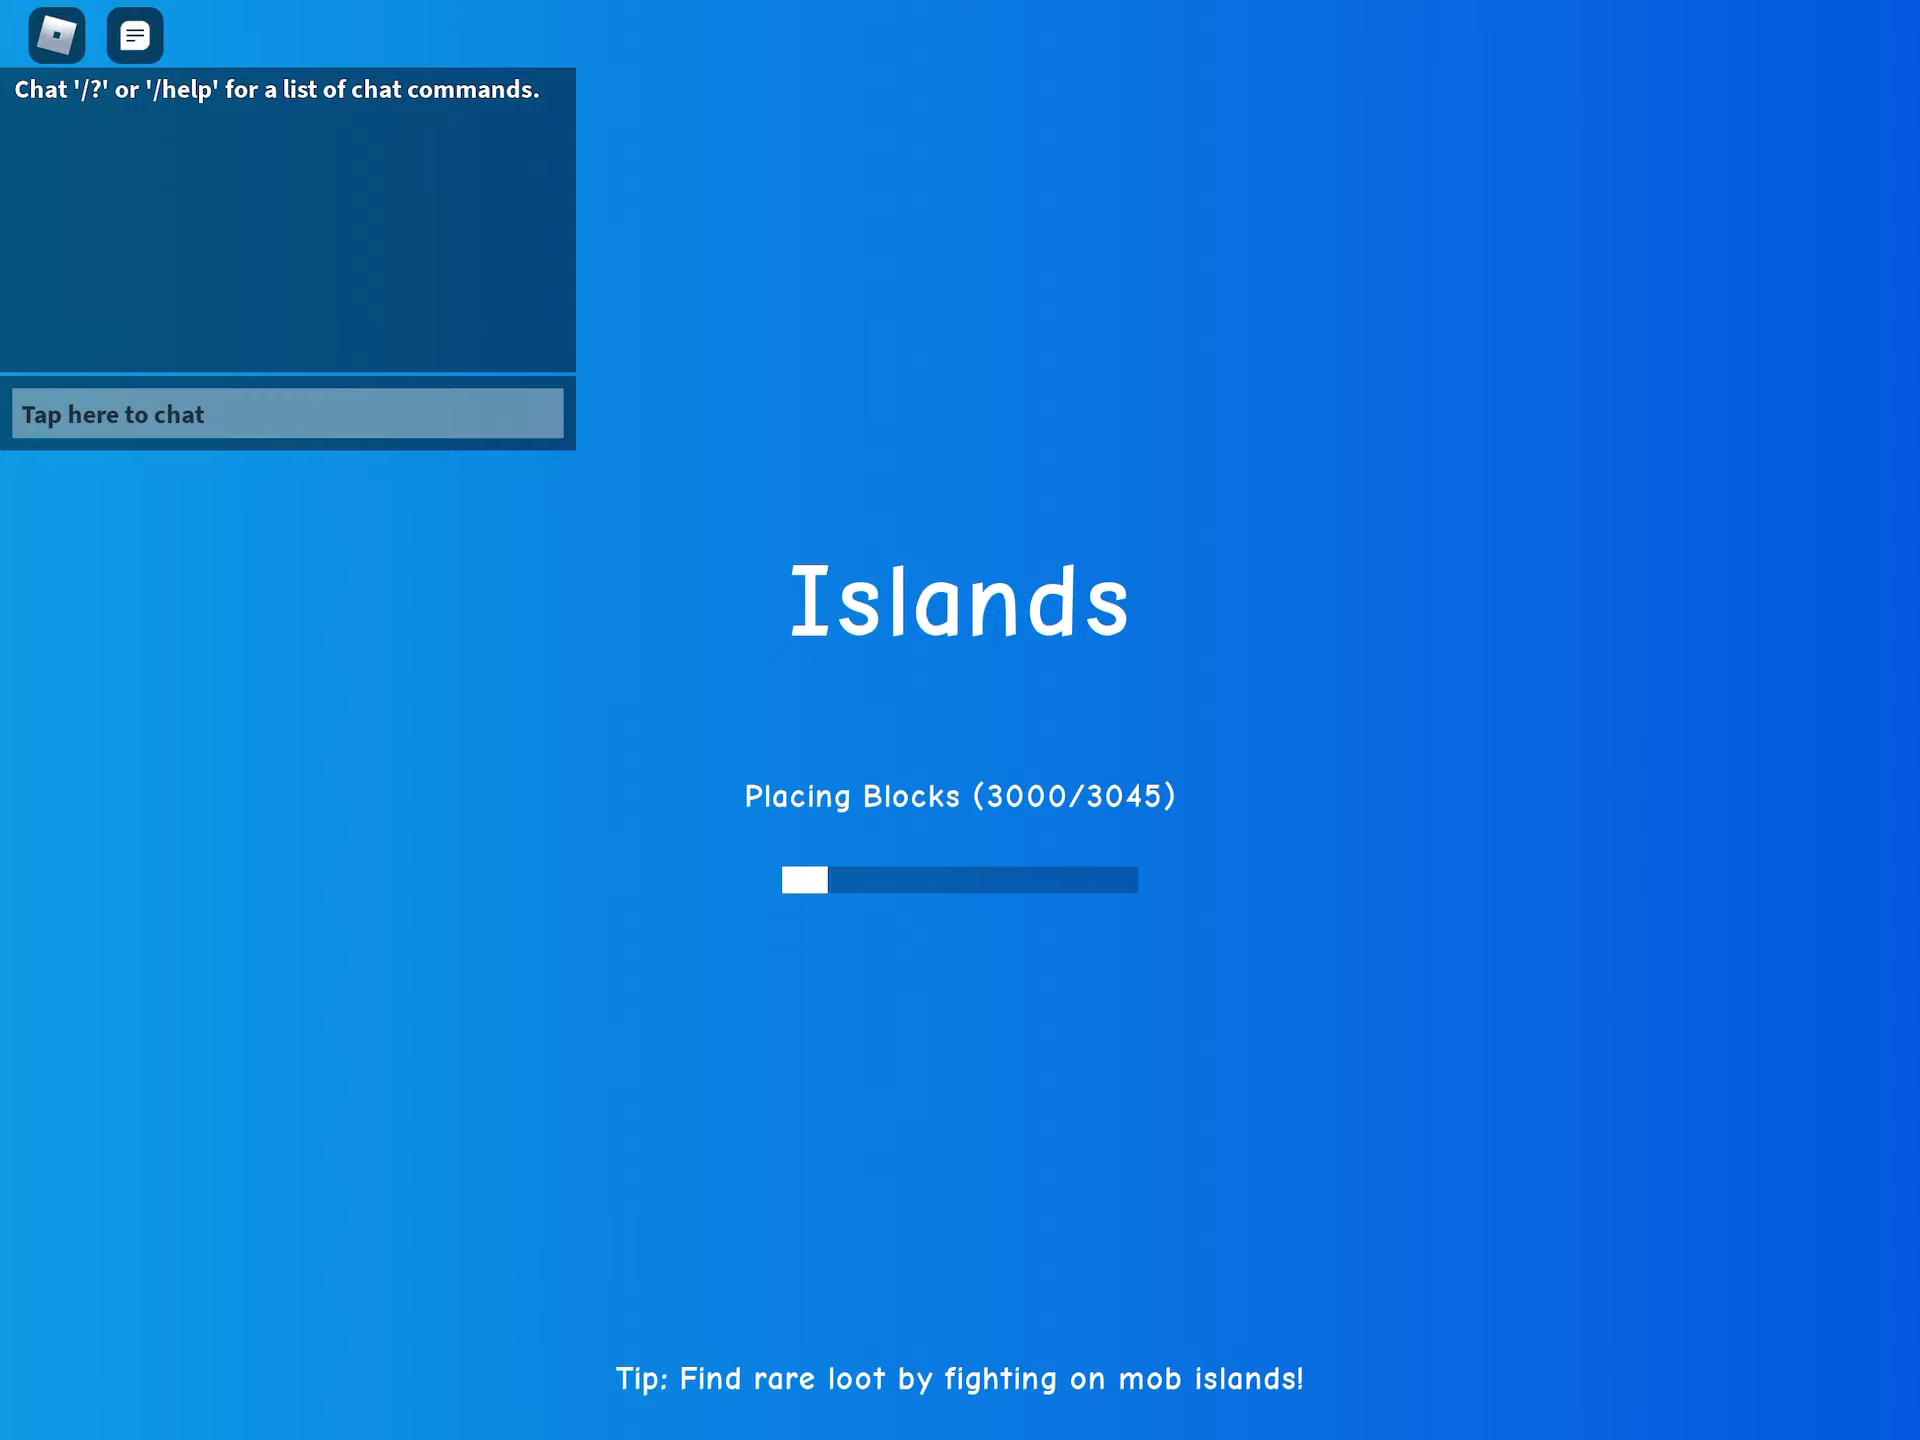 Chat '/?' or '/help' for a list of chat commands.
Tap here to chat
Islands
Placing Blocks (3000/3045)
Tip: Find rare loot by fighting on mob islands!